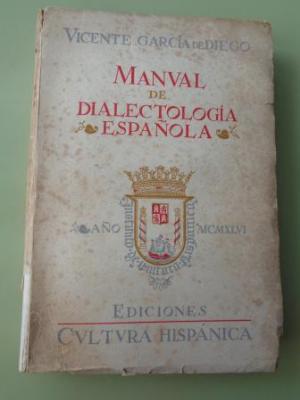 VICENTE GARCÍA DE DIEGO
MANVAL
DE
DIALECTOLOGÍA
ESPAÑOLA
AÑO MCMXLVI
EDICIONES
CVLTVRA HISPÁNICA